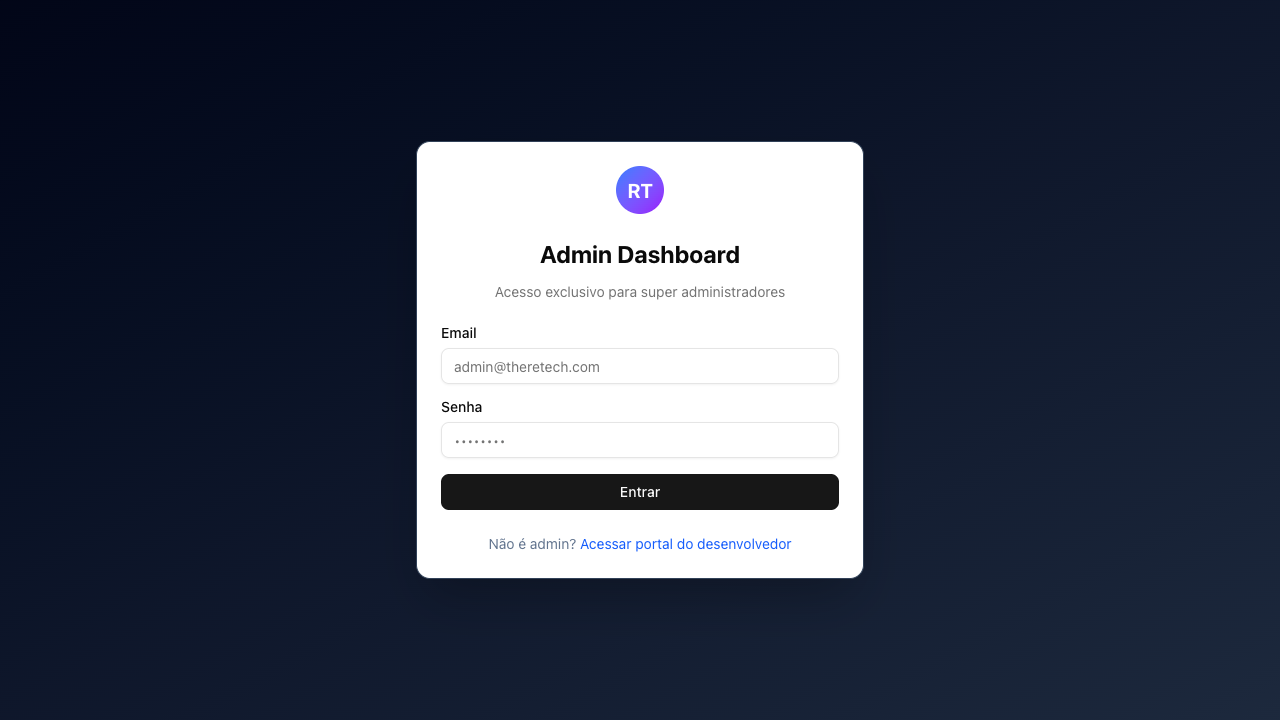 RT
Admin Dashboard
Acesso exclusivo para super administradores
Email
admin@theretech.com
Senha
••••••••
Entrar
Não é admin? Acessar portal do desenvolvedor